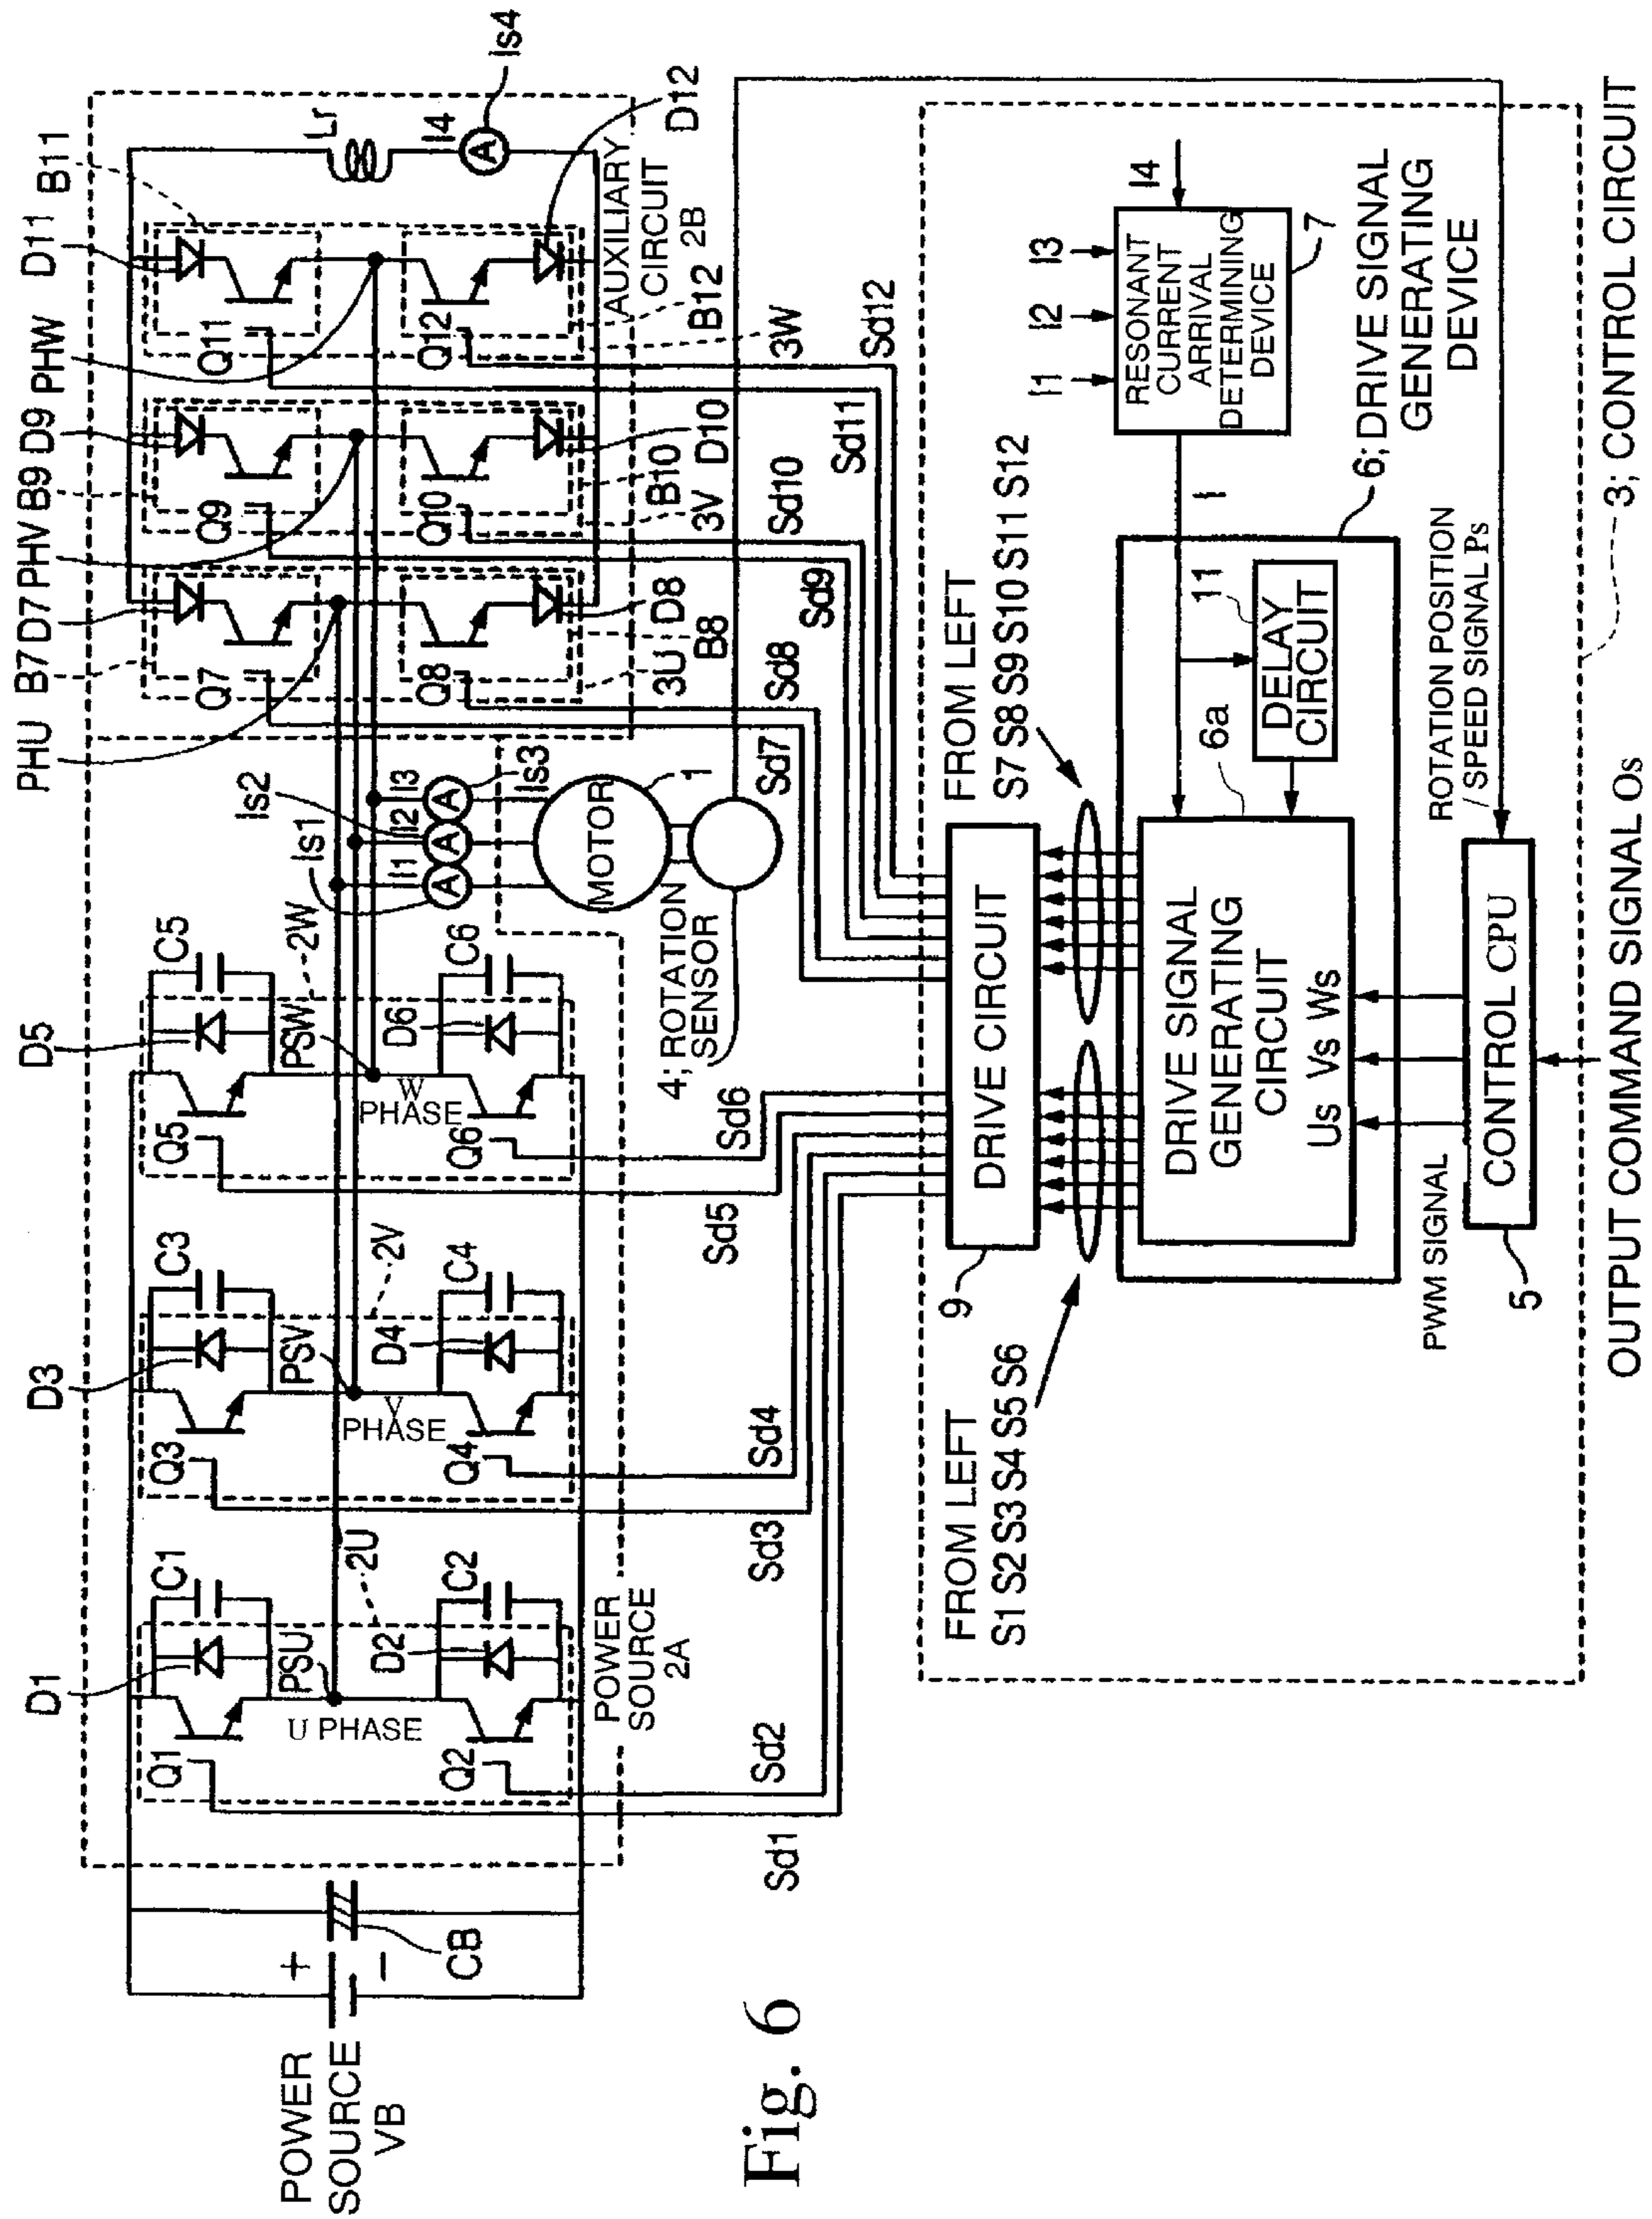 Fig. 6
POWER
SOURCE
VB
+
−
CB
D1
Q1
C1
PSU
U PHASE
D2
Q2
C2
2U
POWER
SOURCE
2A
D3
Q3
C3
PSV
V
PHASE
D4
Q4
C4
2V
D5
Q5
C5
PSW
W
PHASE
D6
Q6
C6
2W
Is1
Is2
Is3
I1
I2
I3
A
A
A
MOTOR
1
4; ROTATION
SENSOR
PHU
B7
D7
PHV
B9
D9
PHW
D11
B11
Q7
Q8
3U
D8
B8
Q9
Q10
3V
B10
D10
Q11
Q12
3W
B12
D12
Lr
I4
A
Is4
AUXILIARY
CIRCUIT
2B
Sd1
Sd2
Sd3
Sd4
Sd5
Sd6
Sd7
Sd8
Sd9
Sd10
Sd11
Sd12
FROM LEFT
S1 S2 S3 S4 S5 S6
FROM LEFT
S7 S8 S9 S10 S11 S12
9
DRIVE CIRCUIT
DRIVE SIGNAL
GENERATING
CIRCUIT
Us Vs Ws
6a
DELAY
CIRCUIT
11
6; DRIVE SIGNAL
GENERATING
DEVICE
I1
I2
I3
I4
RESONANT
CURRENT
ARRIVAL
DETERMINING
DEVICE
7
PWM SIGNAL
CONTROL CPU
5
ROTATION POSITION
/ SPEED SIGNAL Ps
3; CONTROL CIRCUIT
OUTPUT COMMAND SIGNAL Os